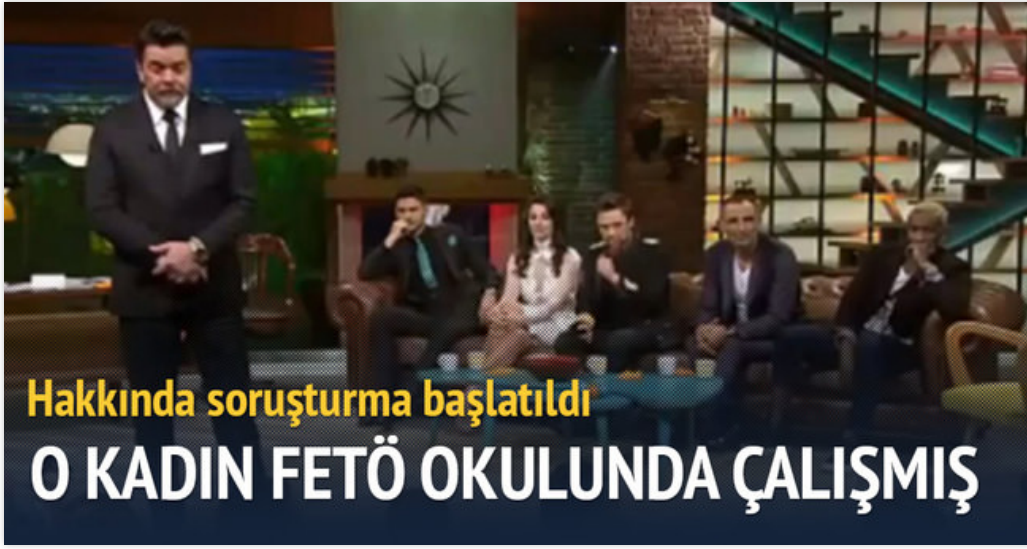 Hakkında soruşturma başlatıldı
O KADIN FETÖ OKULUNDA ÇALIŞMIŞ